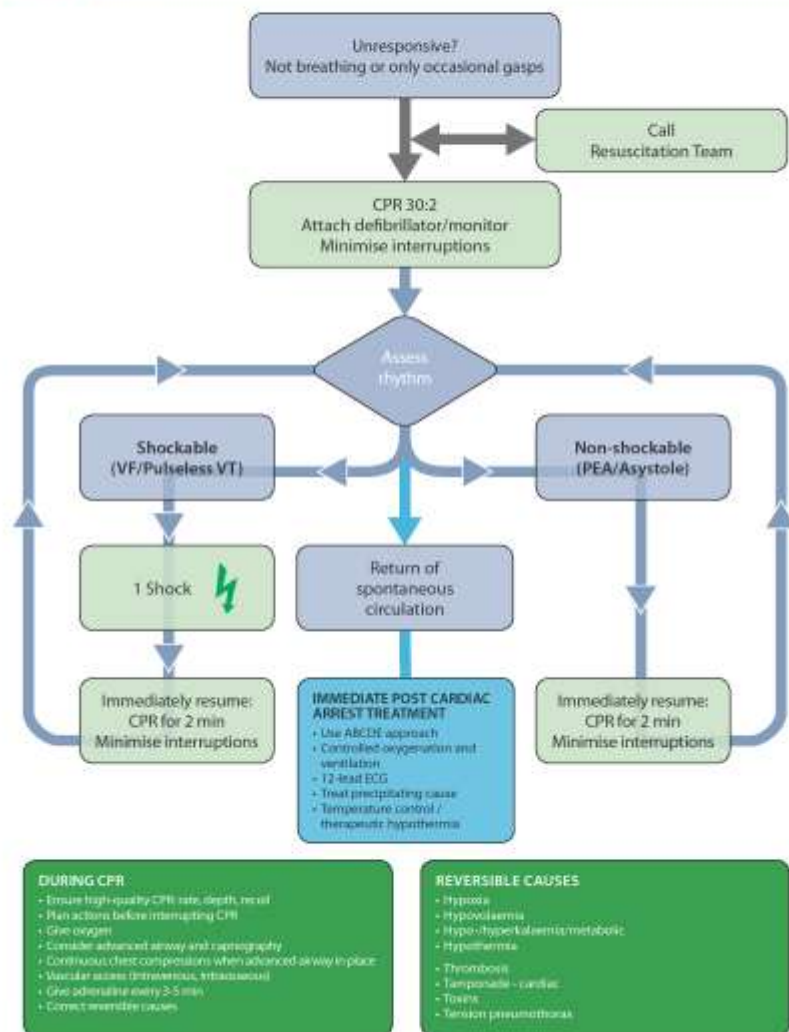 Unresponsive?
Not breathing or only occasional gasps
Call
Resuscitation Team
CPR 30:2
Attach defibrillator/monitor
Minimise interruptions
Assess
rhythm
Shockable
(VF/Pulseless VT)
Non-shockable
(PEA/Asystole)
1 Shock
Return of
spontaneous
circulation
Immediately resume:
CPR for 2 min
Minimise interruptions
IMMEDIATE POST CARDIAC
ARREST TREATMENT
• Use ABCDE approach
• Controlled oxygenation and
ventilation
• 12-lead ECG
• Treat precipitating cause
• Temperature control /
therapeutic hypothermia
Immediately resume:
CPR for 2 min
Minimise interruptions
DURING CPR
• Ensure high-quality CPR: rate, depth, recoil
• Plan actions before interrupting CPR
• Give oxygen
• Consider advanced airway and capnography
• Continuous chest compressions when advanced airway in place
• Vascular access (intravenous, intraosseous)
• Give adrenaline every 3-5 min
• Correct reversible causes
REVERSIBLE CAUSES
• Hypoxia
• Hypovolaemia
• Hypo-/hyperkalaemia/metabolic
• Hypothermia
• Thrombosis
• Tamponade - cardiac
• Toxins
• Tension pneumothorax